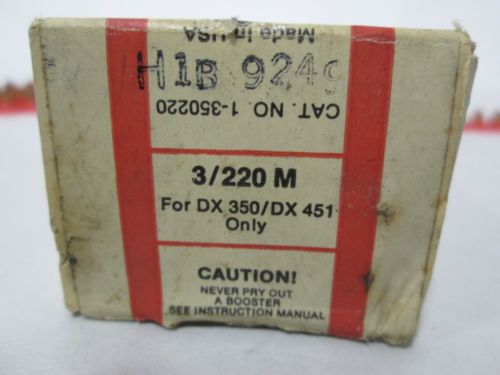 Made in USA
H1B 9249
CAT. NO. 1-350220
3/220 M
For DX 350/DX 451
Only
CAUTION!
NEVER PRY OUT
A BOOSTER
SEE INSTRUCTION MANUAL